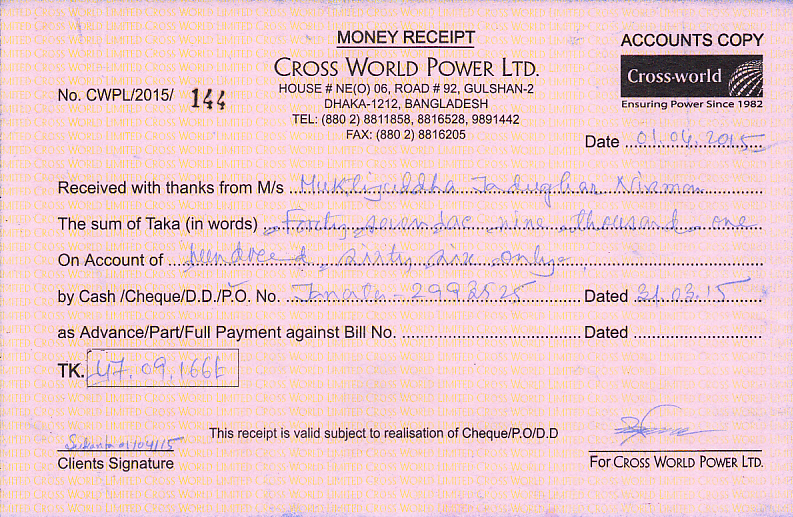 MONEY RECEIPT
ACCOUNTS COPY
CROSS WORLD POWER LTD.
Cross-world
Ensuring Power Since 1982
No. CWPL/2015/ 144
HOUSE # NE(O) 06, ROAD # 92, GULSHAN-2
DHAKA-1212, BANGLADESH
TEL: (880 2) 8811858, 8816528, 9891442
FAX: (880 2) 8816205
Date 01.04.2015
Received with thanks from M/s Muktijuddha Jadughar Nirman
The sum of Taka (in words) Forty seven lac nine thousand one
On Account of hundred sixty six only
by Cash /Cheque/D.D./P.O. No. Janata - 2993525 Dated 31.03.15
as Advance/Part/Full Payment against Bill No. Dated
TK. 47.09.166/-
01/04/15
Clients Signature
This receipt is valid subject to realisation of Cheque/P.O/D.D
For CROSS WORLD POWER LTD.